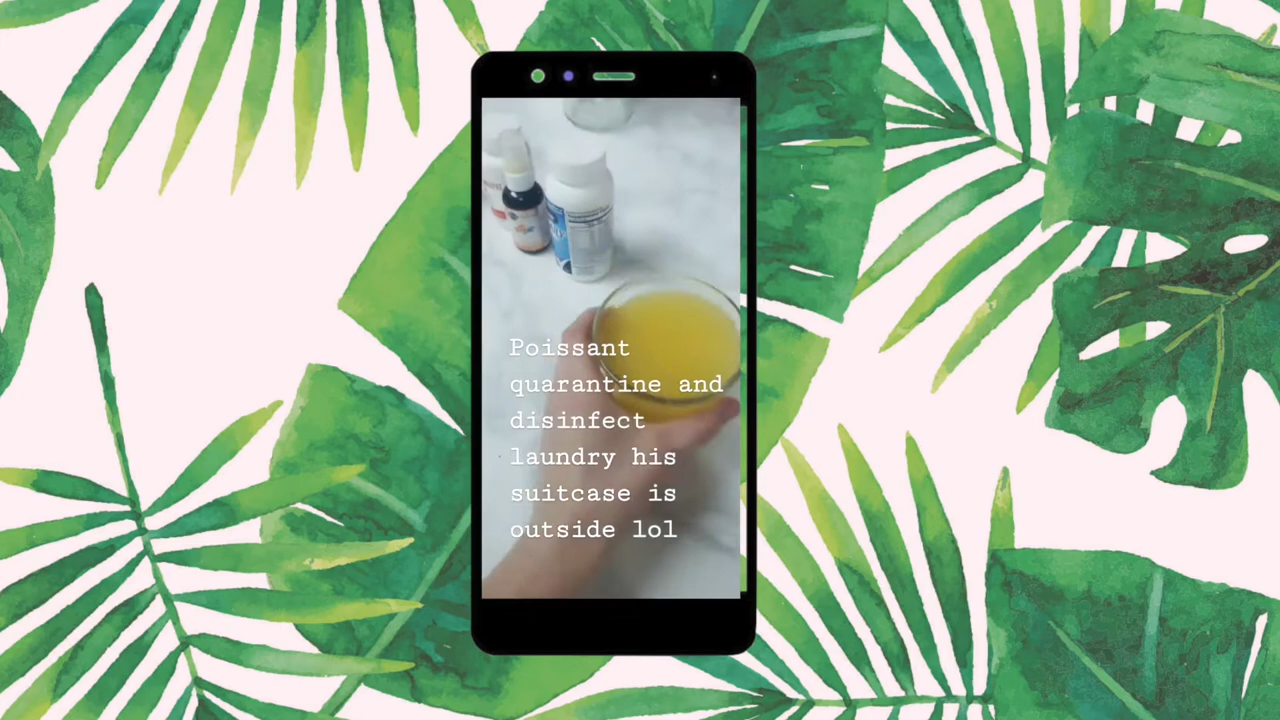 Poissant
quarantine and
disinfect
laundry his
suitcase is
outside lol